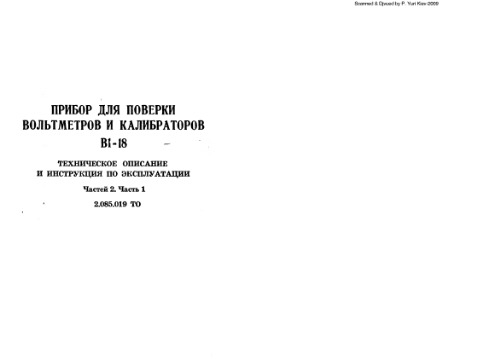 Scanned & Djvued by P. Yuri Kiev-2009
ПРИБОР ДЛЯ ПОВЕРКИ
ВОЛЬТМЕТРОВ И КАЛИБРАТОРОВ
В1-18
ТЕХНИЧЕСКОЕ ОПИСАНИЕ
И ИНСТРУКЦИЯ ПО ЭКСПЛУАТАЦИИ
Частей 2. Часть 1
2.085.019 ТО